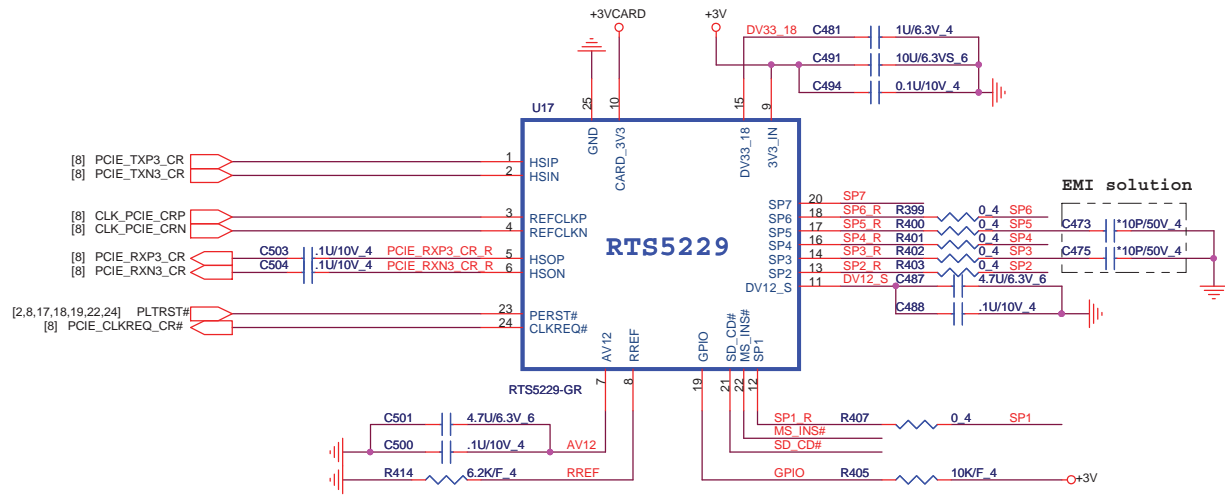 +3VCARD +3V DV33_18 C481 1U/6.3V_4
C491 10U/6.3VS_6
C494 0.1U/10V_4
U17 25 10 15 9
GND CARD_3V3 DV33_18 3V3_IN
[8] PCIE_TXP3_CR 1 HSIP
[8] PCIE_TXN3_CR 2 HSIN
EMI solution
20 SP7 SP7
[8] CLK_PCIE_CRP 3 REFCLKP SP6 18 SP6_R R399 0_4 SP6
[8] CLK_PCIE_CRN 4 REFCLKN SP5 17 SP5_R R400 0_4 SP5 C473 *10P/50V_4
RTS5229
SP4 16 SP4_R R401 0_4 SP4
[8] PCIE_RXP3_CR C503 .1U/10V_4 PCIE_RXP3_CR_R 5 HSOP SP3 14 SP3_R R402 0_4 SP3 C475 *10P/50V_4
[8] PCIE_RXN3_CR C504 .1U/10V_4 PCIE_RXN3_CR_R 6 HSON SP2 13 SP2_R R403 0_4 SP2
DV12_S 11 DV12_S C487 4.7U/6.3V_6
C488 .1U/10V_4
[2,8,17,18,19,22,24] PLTRST# 23 PERST#
[8] PCIE_CLKREQ_CR# 24 CLKREQ#
AV12 RREF GPIO SD_CD# MS_INS# SP1
RTS5229-GR 7 8 19 21 22 12
C501 4.7U/6.3V_6 SP1_R R407 0_4 SP1
C500 .1U/10V_4 AV12 MS_INS#
SD_CD#
R414 6.2K/F_4 RREF GPIO R405 10K/F_4 +3V